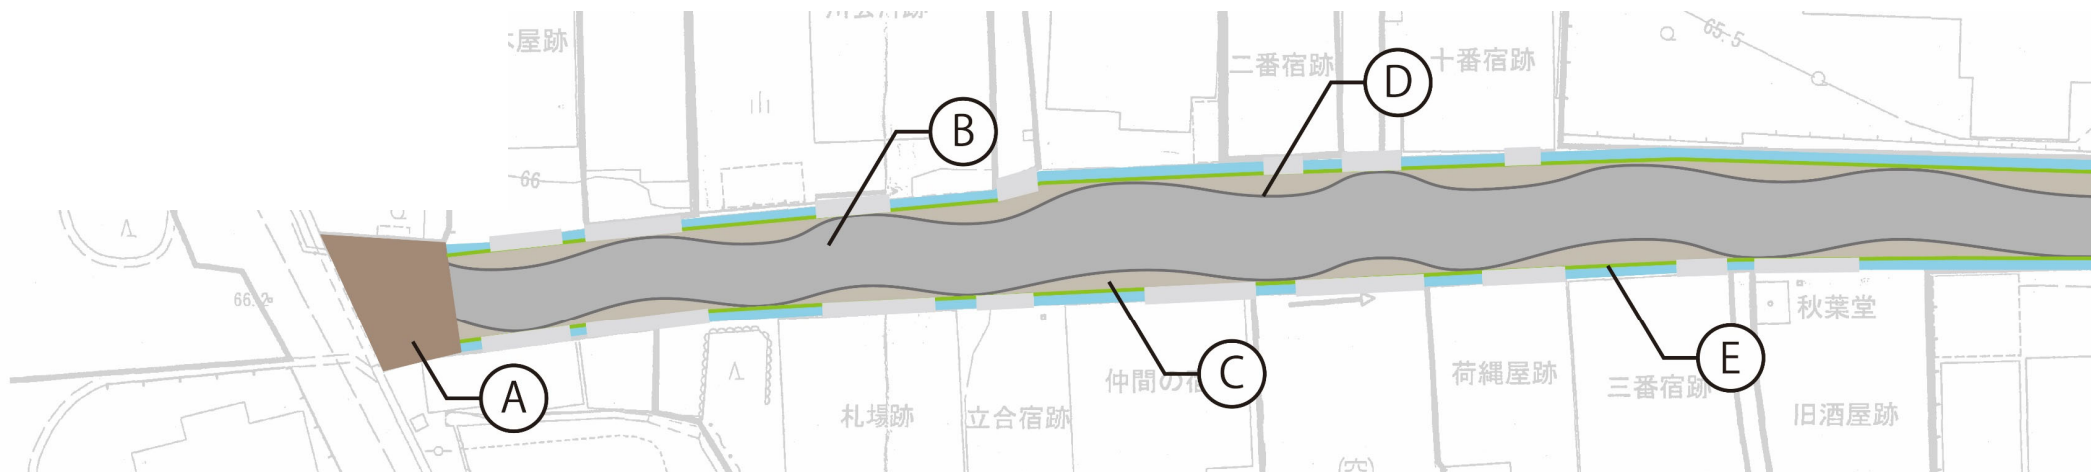 二番宿跡
十番宿跡
65.5
D
B
66
66.2
A
C
E
秋葉堂
仲間の宿
荷縄屋跡
三番宿跡
札場跡
立合宿跡
旧酒屋跡